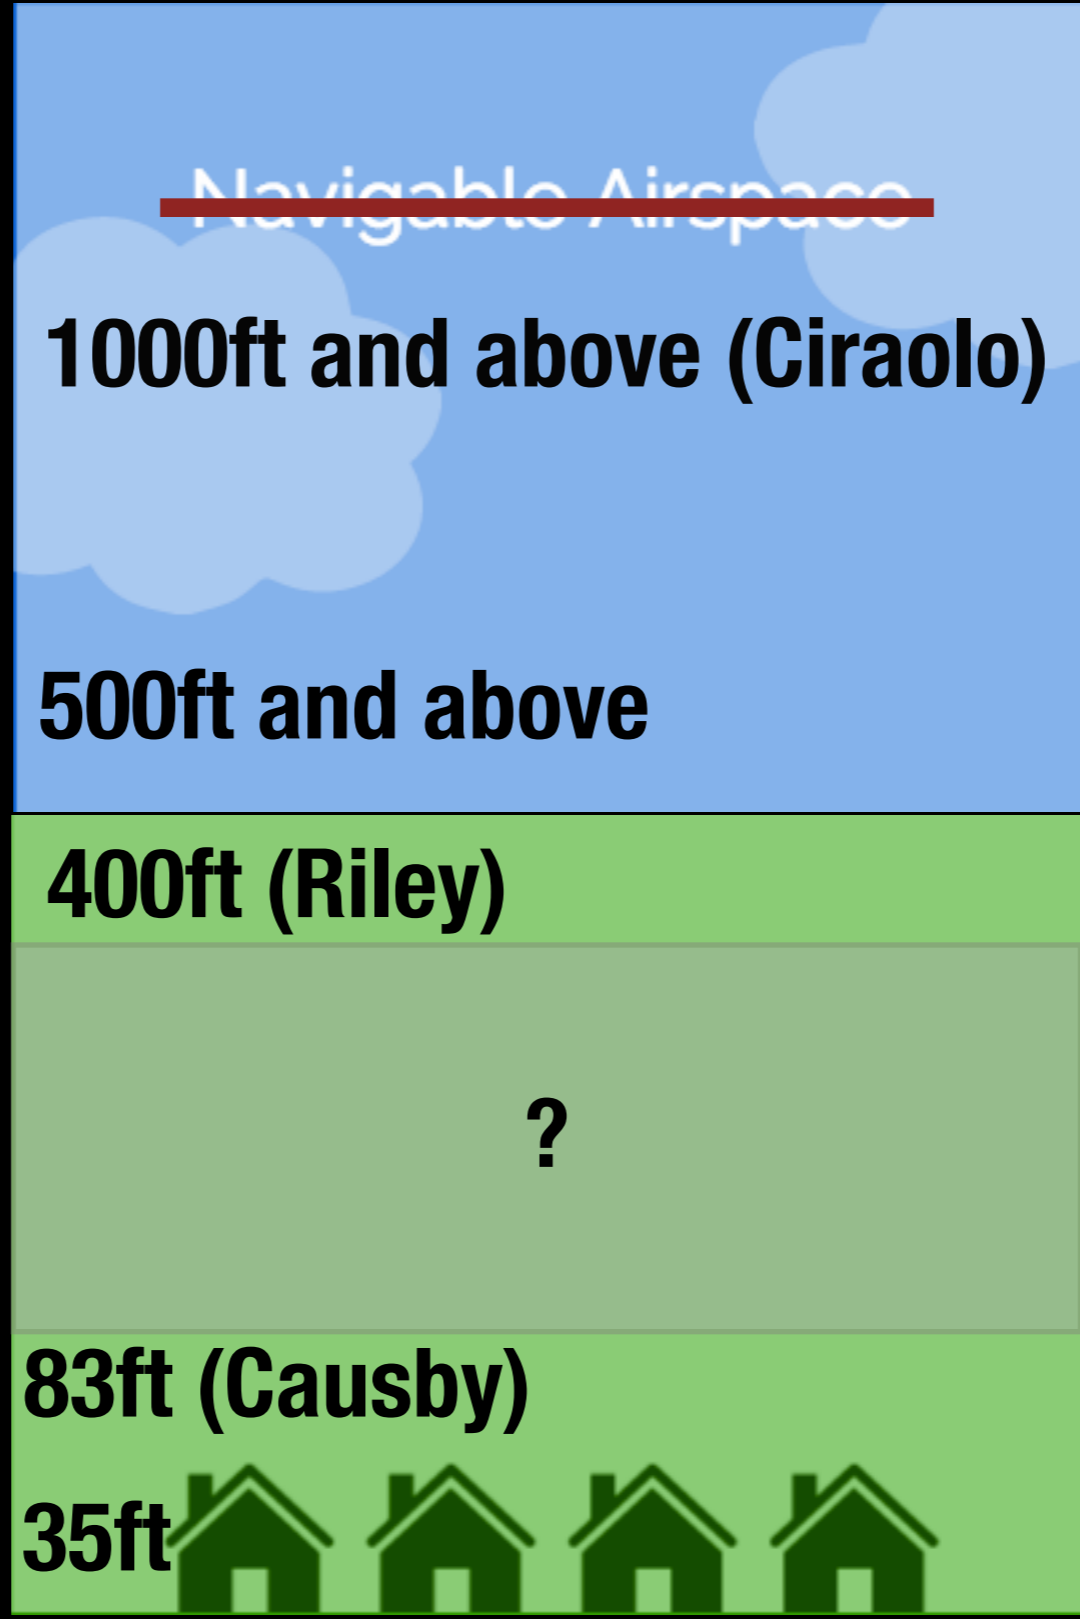 Navigable Airspace
1000ft and above (Ciraolo)
500ft and above
400ft (Riley)
?
83ft (Causby)
35ft